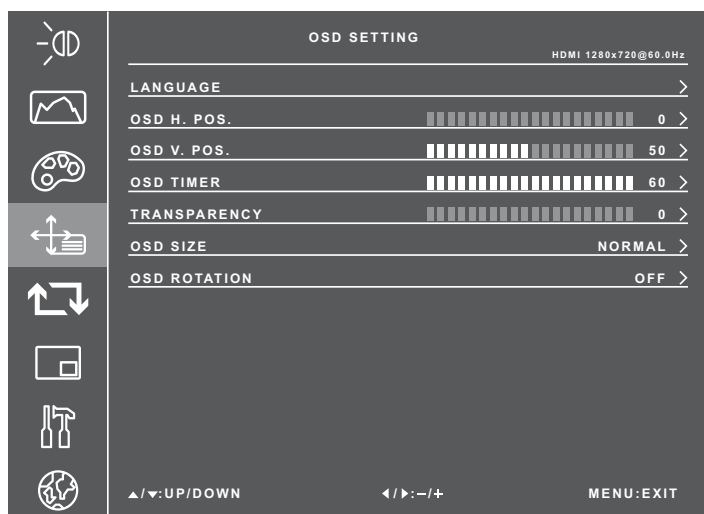 OSD SETTING
HDMI 1280x720@60.0Hz
LANGUAGE >
OSD H. POS. 0 >
OSD V. POS. 50 >
OSD TIMER 60 >
TRANSPARENCY 0 >
OSD SIZE NORMAL >
OSD ROTATION OFF >
▲/▼:UP/DOWN ◀/▶:−/+ MENU:EXIT